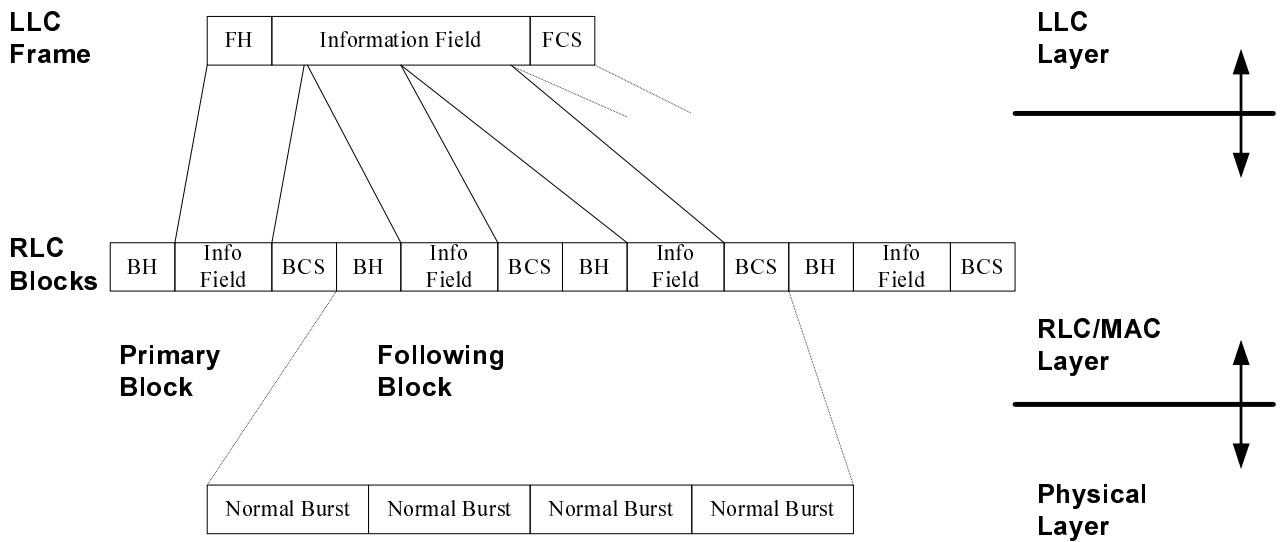 LLC
Frame
FH
Information Field
FCS
LLC
Layer
RLC
Blocks
BH
Info
Field
BCS
BH
Info
Field
BCS
BH
Info
Field
BCS
BH
Info
Field
BCS
Primary
Block
Following
Block
RLC/MAC
Layer
Normal Burst
Normal Burst
Normal Burst
Normal Burst
Physical
Layer